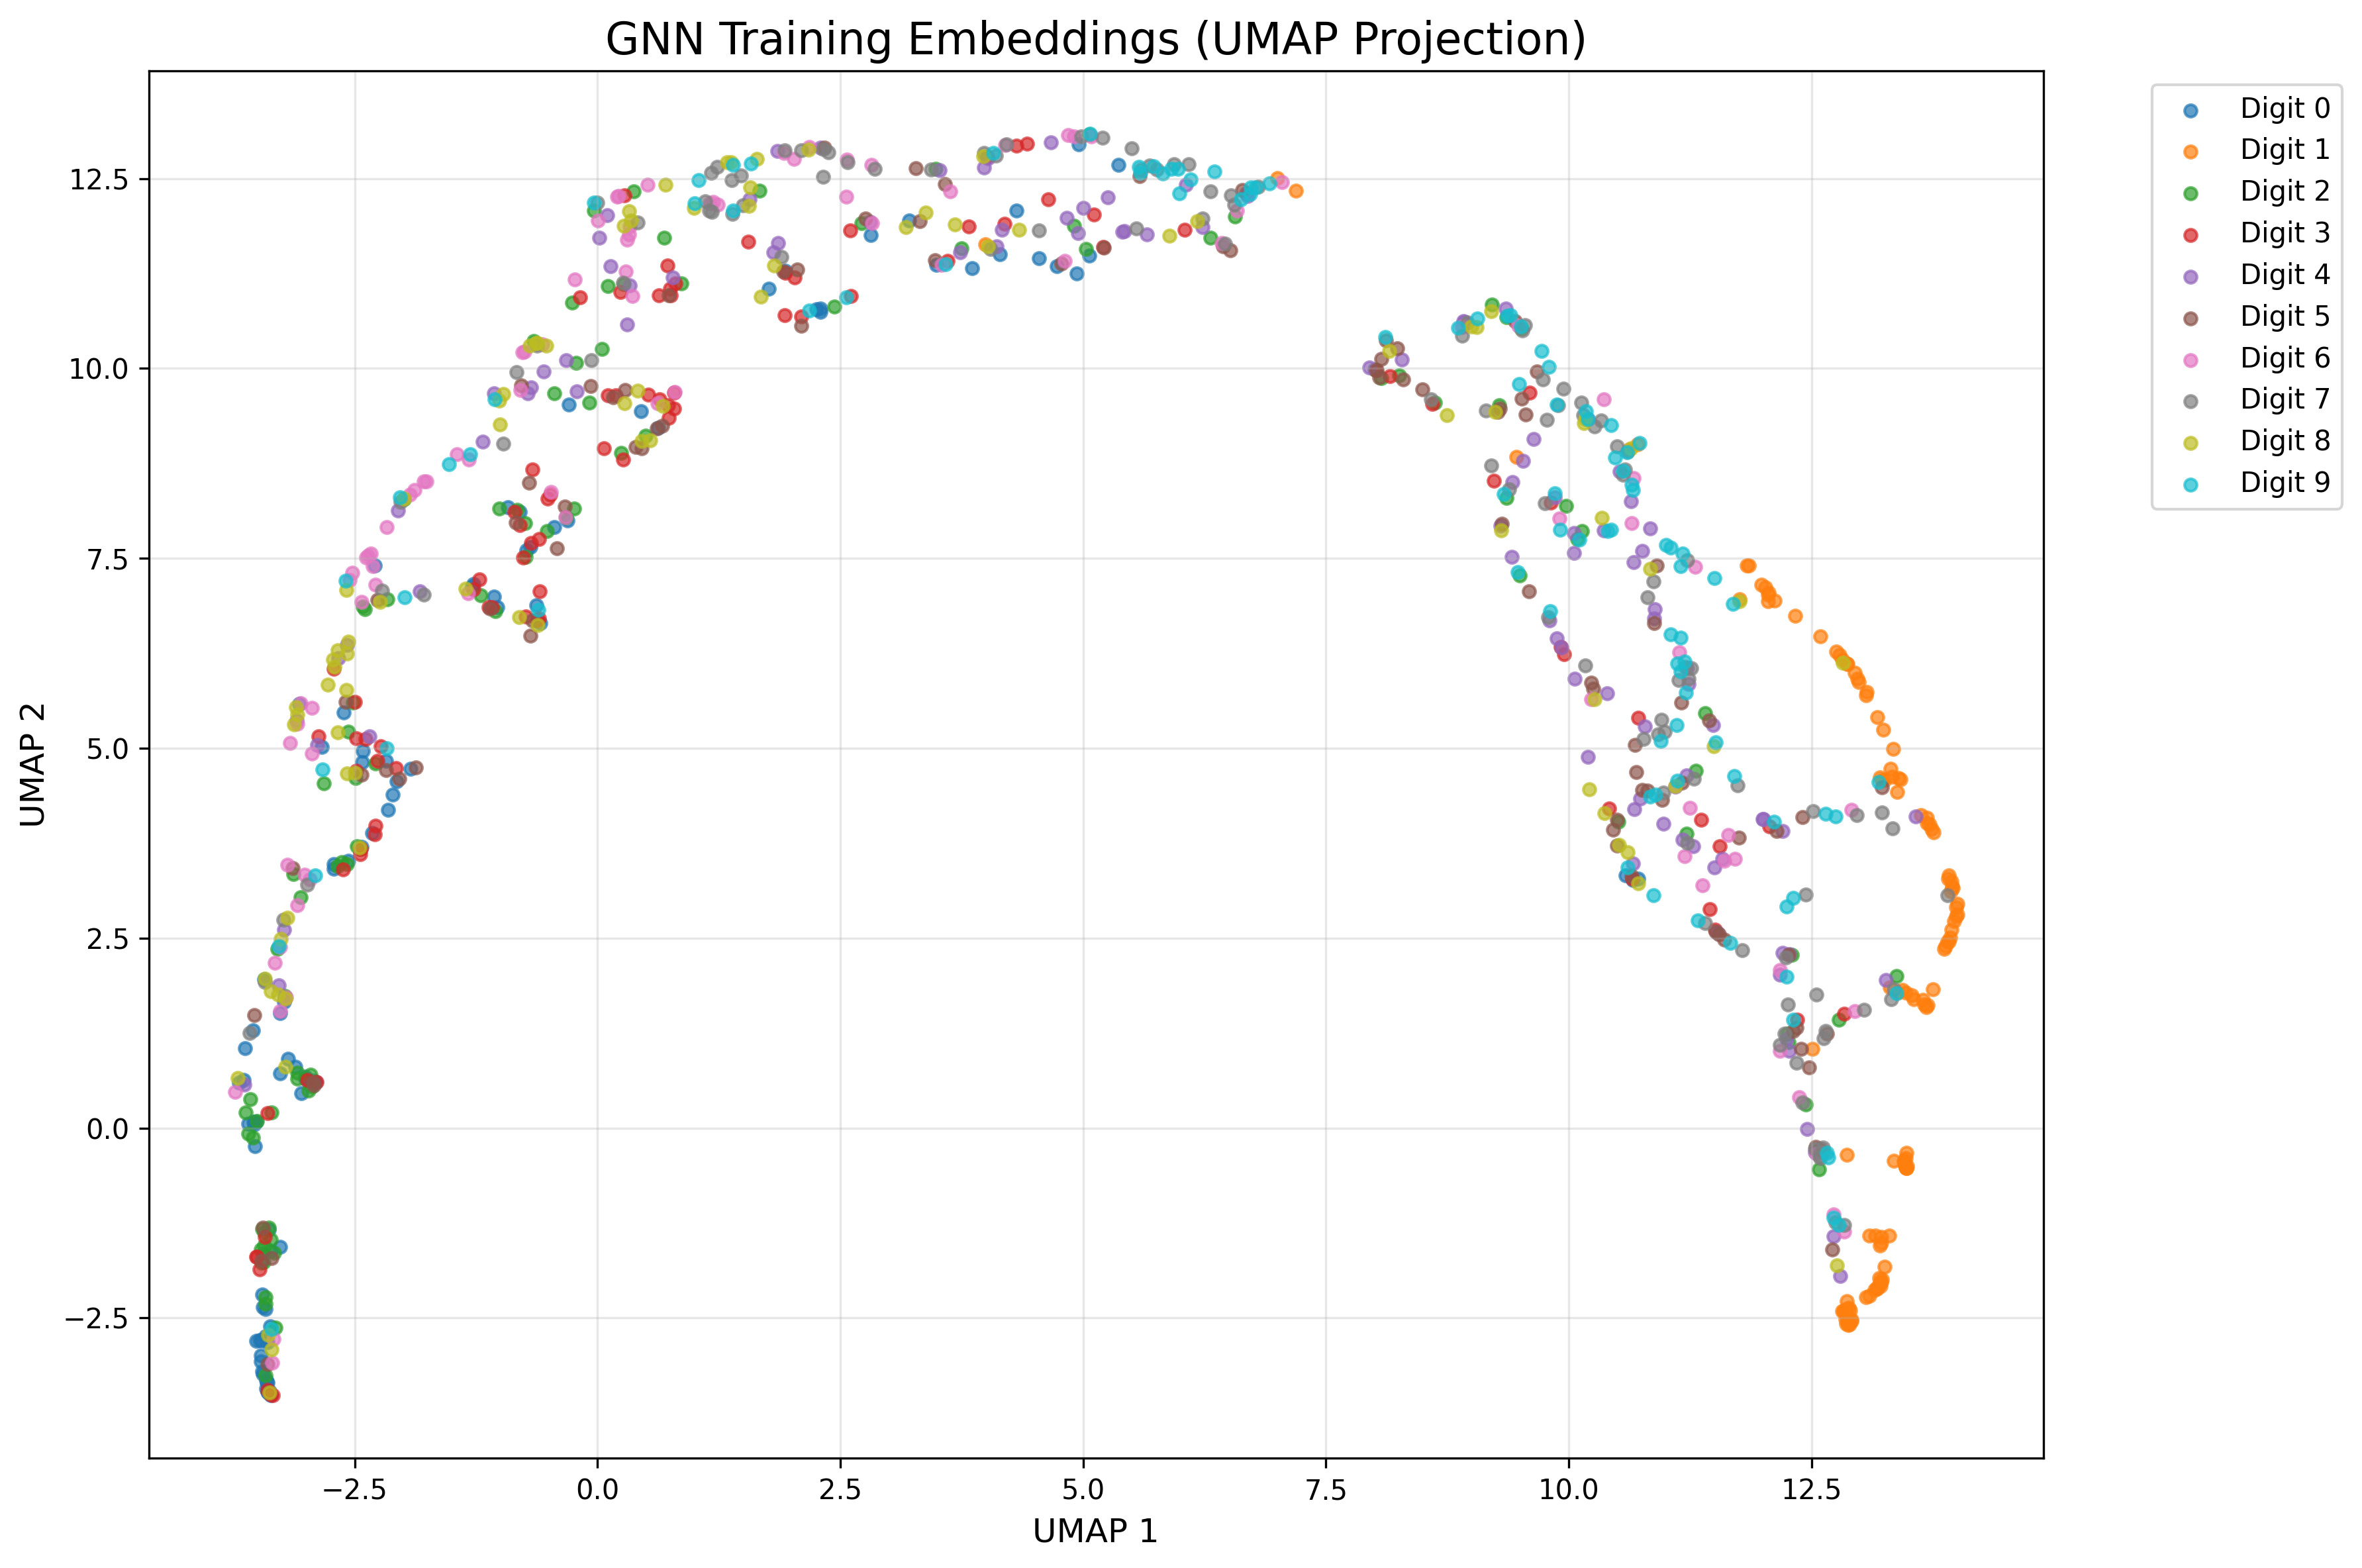 GNN Training Embeddings (UMAP Projection)
Digit 0
Digit 1
Digit 2
Digit 3
Digit 4
Digit 5
Digit 6
Digit 7
Digit 8
Digit 9
UMAP 2
12.5
10.0
7.5
5.0
2.5
0.0
−2.5
−2.5
0.0
2.5
5.0
7.5
10.0
12.5
UMAP 1